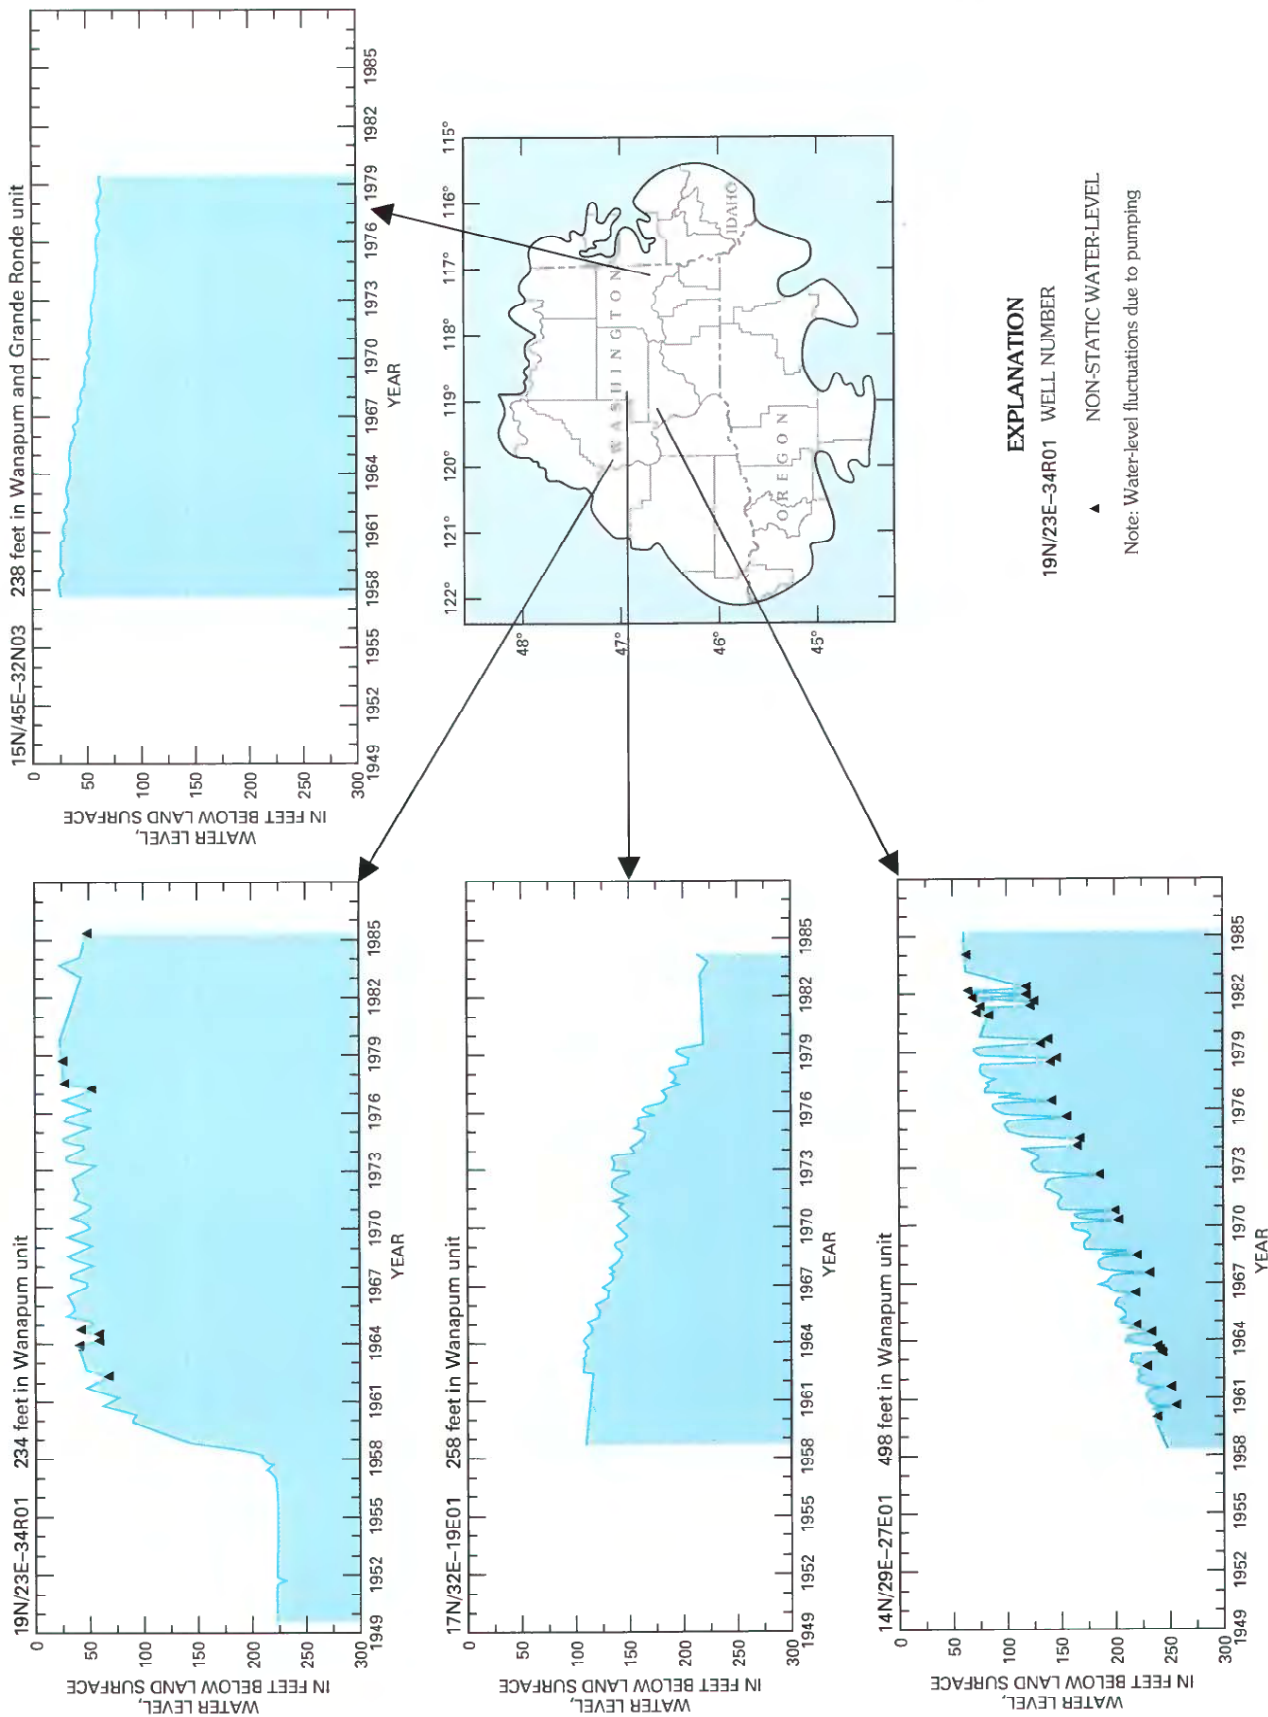 19N/23E–34R01 234 feet in Wanapum unit
WATER LEVEL,
IN FEET BELOW LAND SURFACE
0
50
100
150
200
250
300
1949 1952 1955 1958 1961 1964 1967 1970 1973 1976 1979 1982 1985
YEAR
15N/45E–32N03 238 feet in Wanapum and Grande Ronde unit
WATER LEVEL,
IN FEET BELOW LAND SURFACE
0
50
100
150
200
250
300
1949 1952 1955 1958 1961 1964 1967 1970 1973 1976 1979 1982 1985
YEAR
17N/32E–19E01 258 feet in Wanapum unit
WATER LEVEL,
IN FEET BELOW LAND SURFACE
0
50
100
150
200
250
300
1949 1952 1955 1958 1961 1964 1967 1970 1973 1976 1979 1982 1985
YEAR
122° 121° 120° 119° 118° 117° 116° 115°
48°
47°
46°
45°
WASHINGTON
OREGON
IDAHO
14N/29E–27E01 498 feet in Wanapum unit
WATER LEVEL,
IN FEET BELOW LAND SURFACE
0
50
100
150
200
250
300
1949 1952 1955 1958 1961 1964 1967 1970 1973 1976 1979 1982 1985
YEAR
EXPLANATION
19N/23E–34R01 WELL NUMBER
▲ NON-STATIC WATER-LEVEL
Note: Water-level fluctuations due to pumping